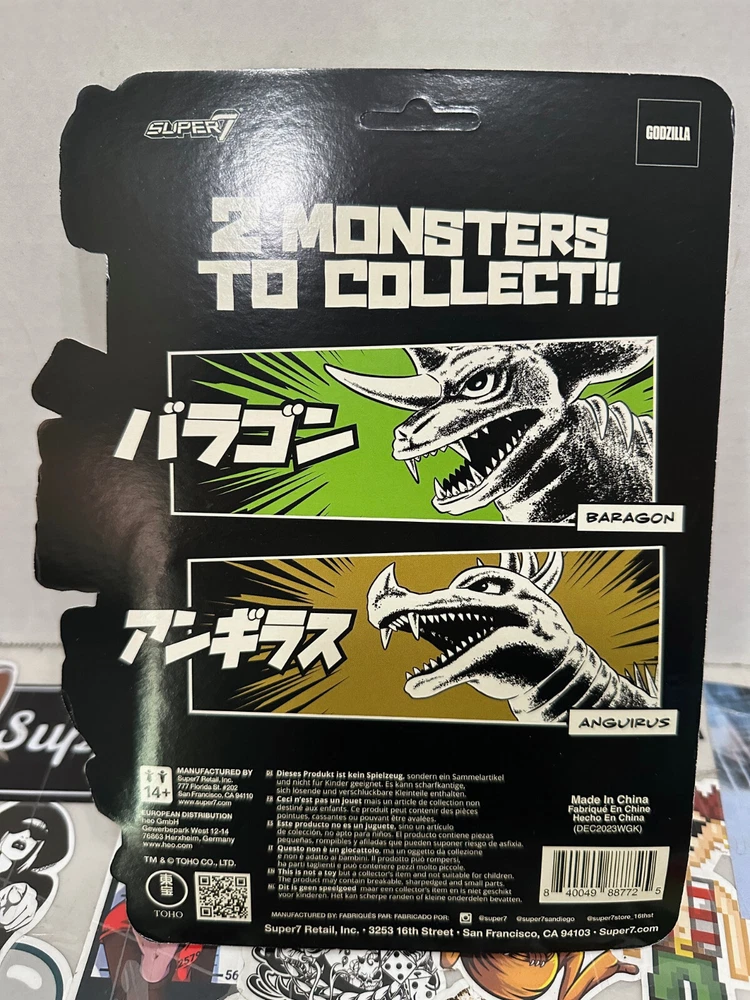 SUPER7
GODZILLA
2 MONSTERS
TO COLLECT!!
バラゴン
BARAGON
アンギラス
ANGUIRUS
14+
MANUFACTURED BY
Super7 Retail, Inc.
777 Florida St. #202
San Francisco, CA 94110
www.super7.com
EUROPEAN DISTRIBUTION
heo GmbH
Gewerbepark West 12-14
76863 Herxheim, Germany
www.heo.com
TM & © TOHO CO., LTD.
東宝
TOHO
DE Dieses Produkt ist kein Spielzeug, sondern ein Sammelartikel
und nicht für Kinder geeignet. Es kann scharfkantige,
sich lösende und verschluckbare Kleinteile enthalten.
FR Ceci n'est pas un jouet mais un article de collection non
destiné aux enfants. Ce produit peut contenir des pièces
pointues, cassantes ou pouvant être avalées.
ES Este producto no es un juguete, sino un artículo
de colección, no apto para niños. El producto contiene piezas
pequeñas, rompibles y afiladas que pueden suponer riesgo de asfixia.
IT Questo non è un giocattolo, ma un oggetto da collezione
e non è adatto ai bambini. Il prodotto può rompersi,
ha parti taglienti e può contenere pezzi molto piccoli.
EN This is not a toy but a collector's item and not suitable for children.
The product may contain breakable, sharpedged and small parts.
NL Dit is geen speelgoed maar een collector's item en is niet geschikt
voor kinderen. Het kan scherpe randen of kleine onderdelen bevatten.
Made In China
Fabriqué En Chine
Hecho En China
(DEC2023WGK)
8 40049 88772 5
MANUFACTURED BY: FABRIQUÉS PAR: FABRICADO POR:
@super7 @super7sandiego @super7store_16thst
Super7 Retail, Inc. • 3253 16th Street • San Francisco, CA 94103 • Super7.com
Sup
2579
56